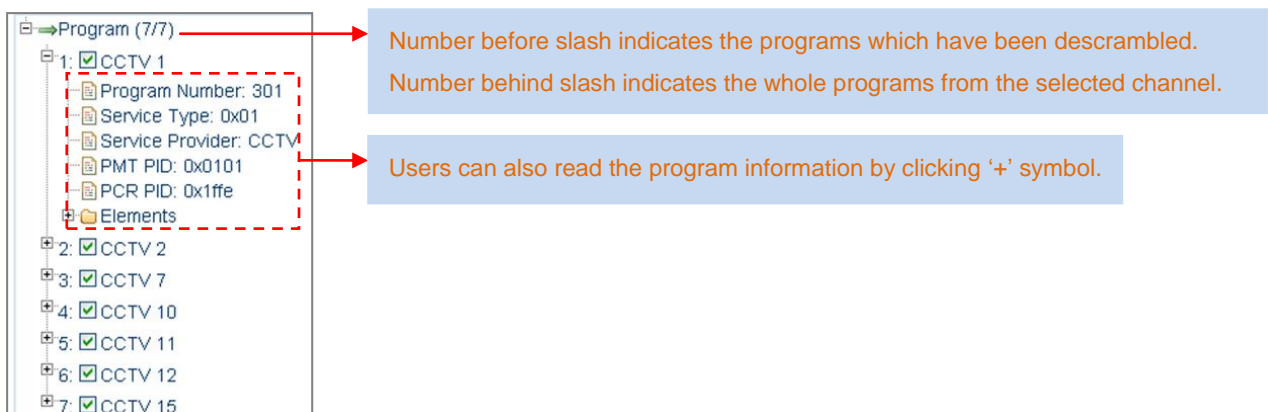 Program (7/7)
1: CCTV 1
Program Number: 301
Service Type: 0x01
Service Provider: CCTV
PMT PID: 0x0101
PCR PID: 0x1ffe
Elements
2: CCTV 2
3: CCTV 7
4: CCTV 10
5: CCTV 11
6: CCTV 12
7: CCTV 15
Number before slash indicates the programs which have been descrambled.
Number behind slash indicates the whole programs from the selected channel.
Users can also read the program information by clicking ‘+’ symbol.